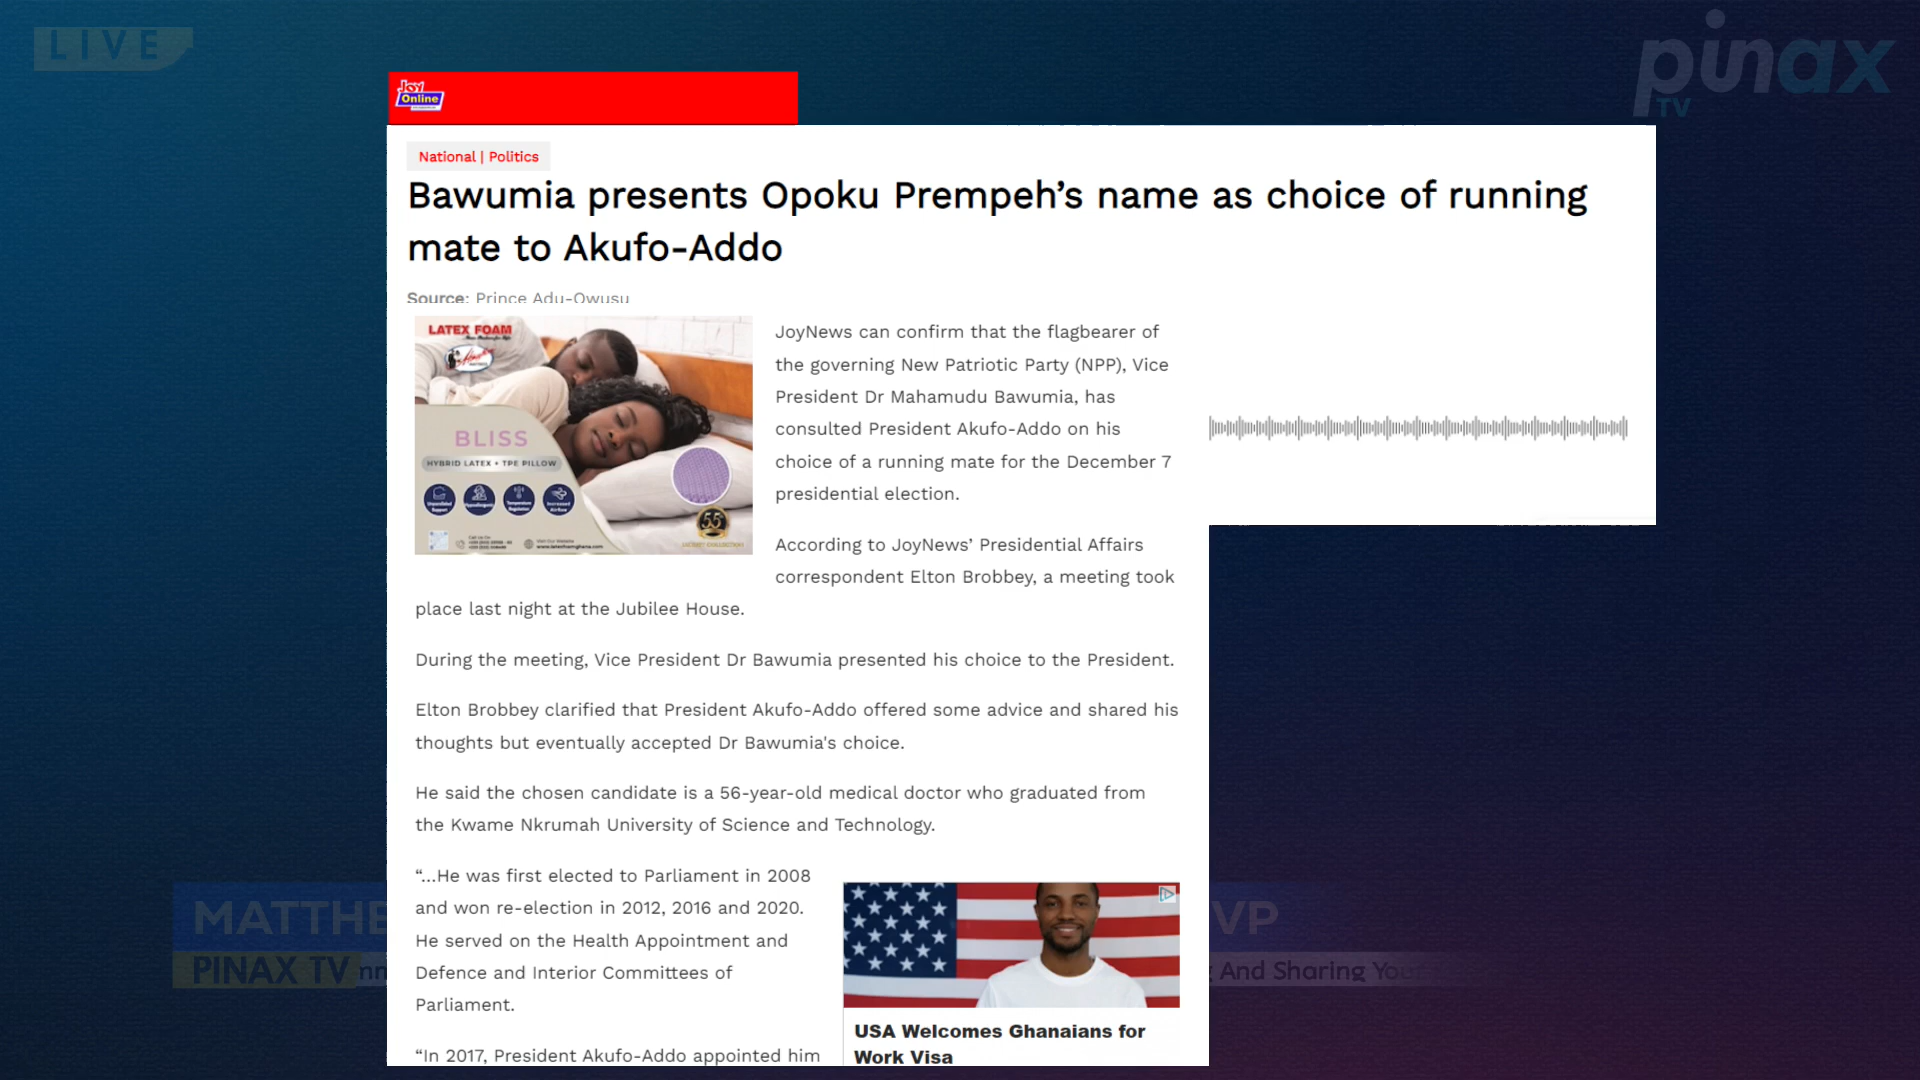 LIVE
pinax
TV
Joy
Online
National | Politics
Bawumia presents Opoku Prempeh’s name as choice of running
mate to Akufo-Addo
Source: Prince Adu-Owusu
LATEX FOAM
BLISS
HYBRID LATEX + TPE PILLOW
Temperature
Regulation
Increased
Airflow
55
Visit Our Website
JoyNews can confirm that the flagbearer of
the governing New Patriotic Party (NPP), Vice
President Dr Mahamudu Bawumia, has
consulted President Akufo-Addo on his
choice of a running mate for the December 7
presidential election.
According to JoyNews’ Presidential Affairs
correspondent Elton Brobbey, a meeting took
place last night at the Jubilee House.
During the meeting, Vice President Dr Bawumia presented his choice to the President.
Elton Brobbey clarified that President Akufo-Addo offered some advice and shared his
thoughts but eventually accepted Dr Bawumia's choice.
He said the chosen candidate is a 56-year-old medical doctor who graduated from
the Kwame Nkrumah University of Science and Technology.
“...He was first elected to Parliament in 2008
and won re-election in 2012, 2016 and 2020.
He served on the Health Appointment and
Defence and Interior Committees of
Parliament.
“In 2017, President Akufo-Addo appointed him
USA Welcomes Ghanaians for
Work Visa
MATTHE VP
PINAX TV And Sharing